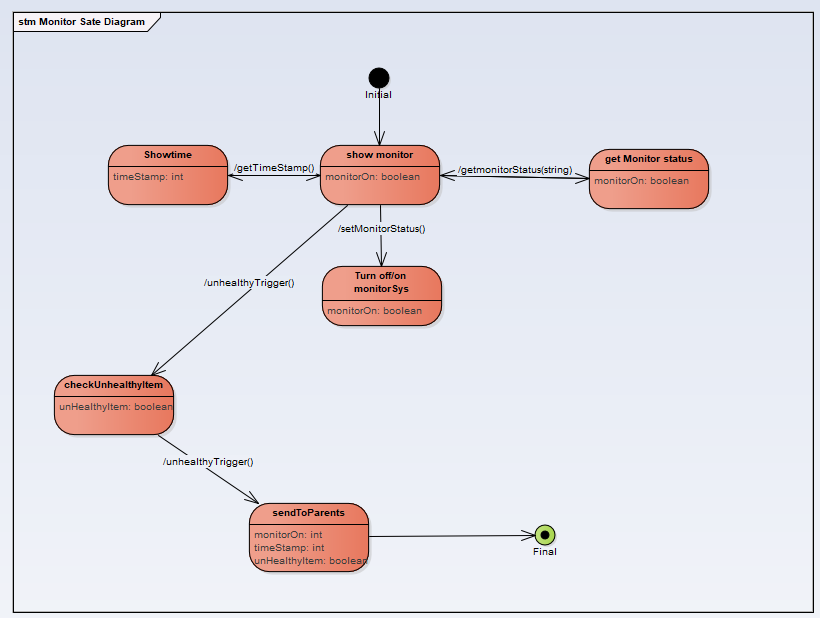 stm Monitor Sate Diagram
Initial
Showtime
timeStamp: int
/getTimeStamp()
show monitor
monitorOn: boolean
/getmonitorStatus(string)
get Monitor status
monitorOn: boolean
/setMonitorStatus()
Turn off/on
monitorSys
monitorOn: boolean
/unhealthyTrigger()
checkUnhealthyItem
unHealthyItem: boolean
/unhealthyTrigger()
sendToParents
monitorOn: int
timeStamp: int
unHealthyItem: boolean
Final